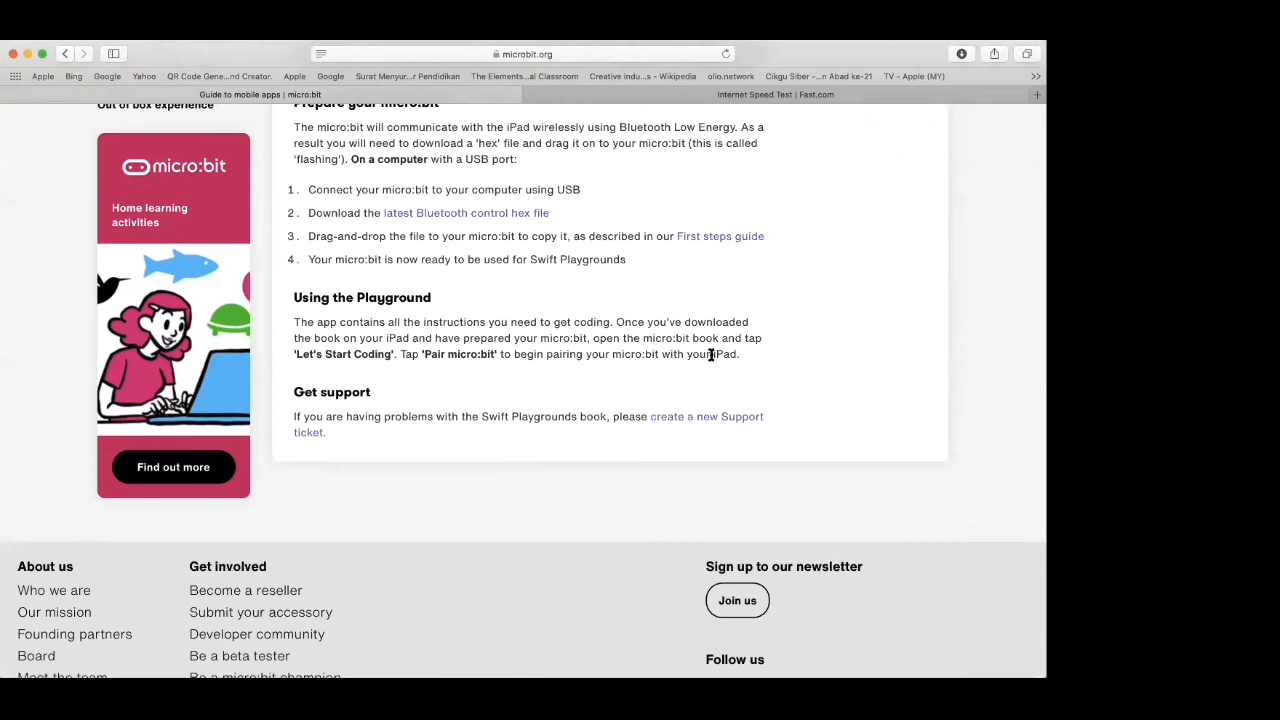 microbit.org
Apple
Bing
Google
Yahoo
QR Code Gene...nd Creator.
Apple
Google
Surat Menyur...r Pendidikan
The Elements...al Classroom
Creative indu...s - Wikipedia
olio.network
Cikgu Siber -...n Abad ke-21
TV - Apple (MY)
Guide to mobile apps | micro:bit
Internet Speed Test | Fast.com
Out of box experience
micro:bit
Home learning
activities
Find out more
Prepare your micro:bit
The micro:bit will communicate with the iPad wirelessly using Bluetooth Low Energy. As a
result you will need to download a 'hex' file and drag it on to your micro:bit (this is called
'flashing'). On a computer with a USB port:
1. Connect your micro:bit to your computer using USB
2. Download the latest Bluetooth control hex file
3. Drag-and-drop the file to your micro:bit to copy it, as described in our First steps guide
4. Your micro:bit is now ready to be used for Swift Playgrounds
Using the Playground
The app contains all the instructions you need to get coding. Once you've downloaded
the book on your iPad and have prepared your micro:bit, open the micro:bit book and tap
'Let's Start Coding'. Tap 'Pair micro:bit' to begin pairing your micro:bit with your iPad.
Get support
If you are having problems with the Swift Playgrounds book, please create a new Support
ticket.
About us
Who we are
Our mission
Founding partners
Board
Meet the team
Get involved
Become a reseller
Submit your accessory
Developer community
Be a beta tester
Be a micro:bit champion
Sign up to our newsletter
Join us
Follow us